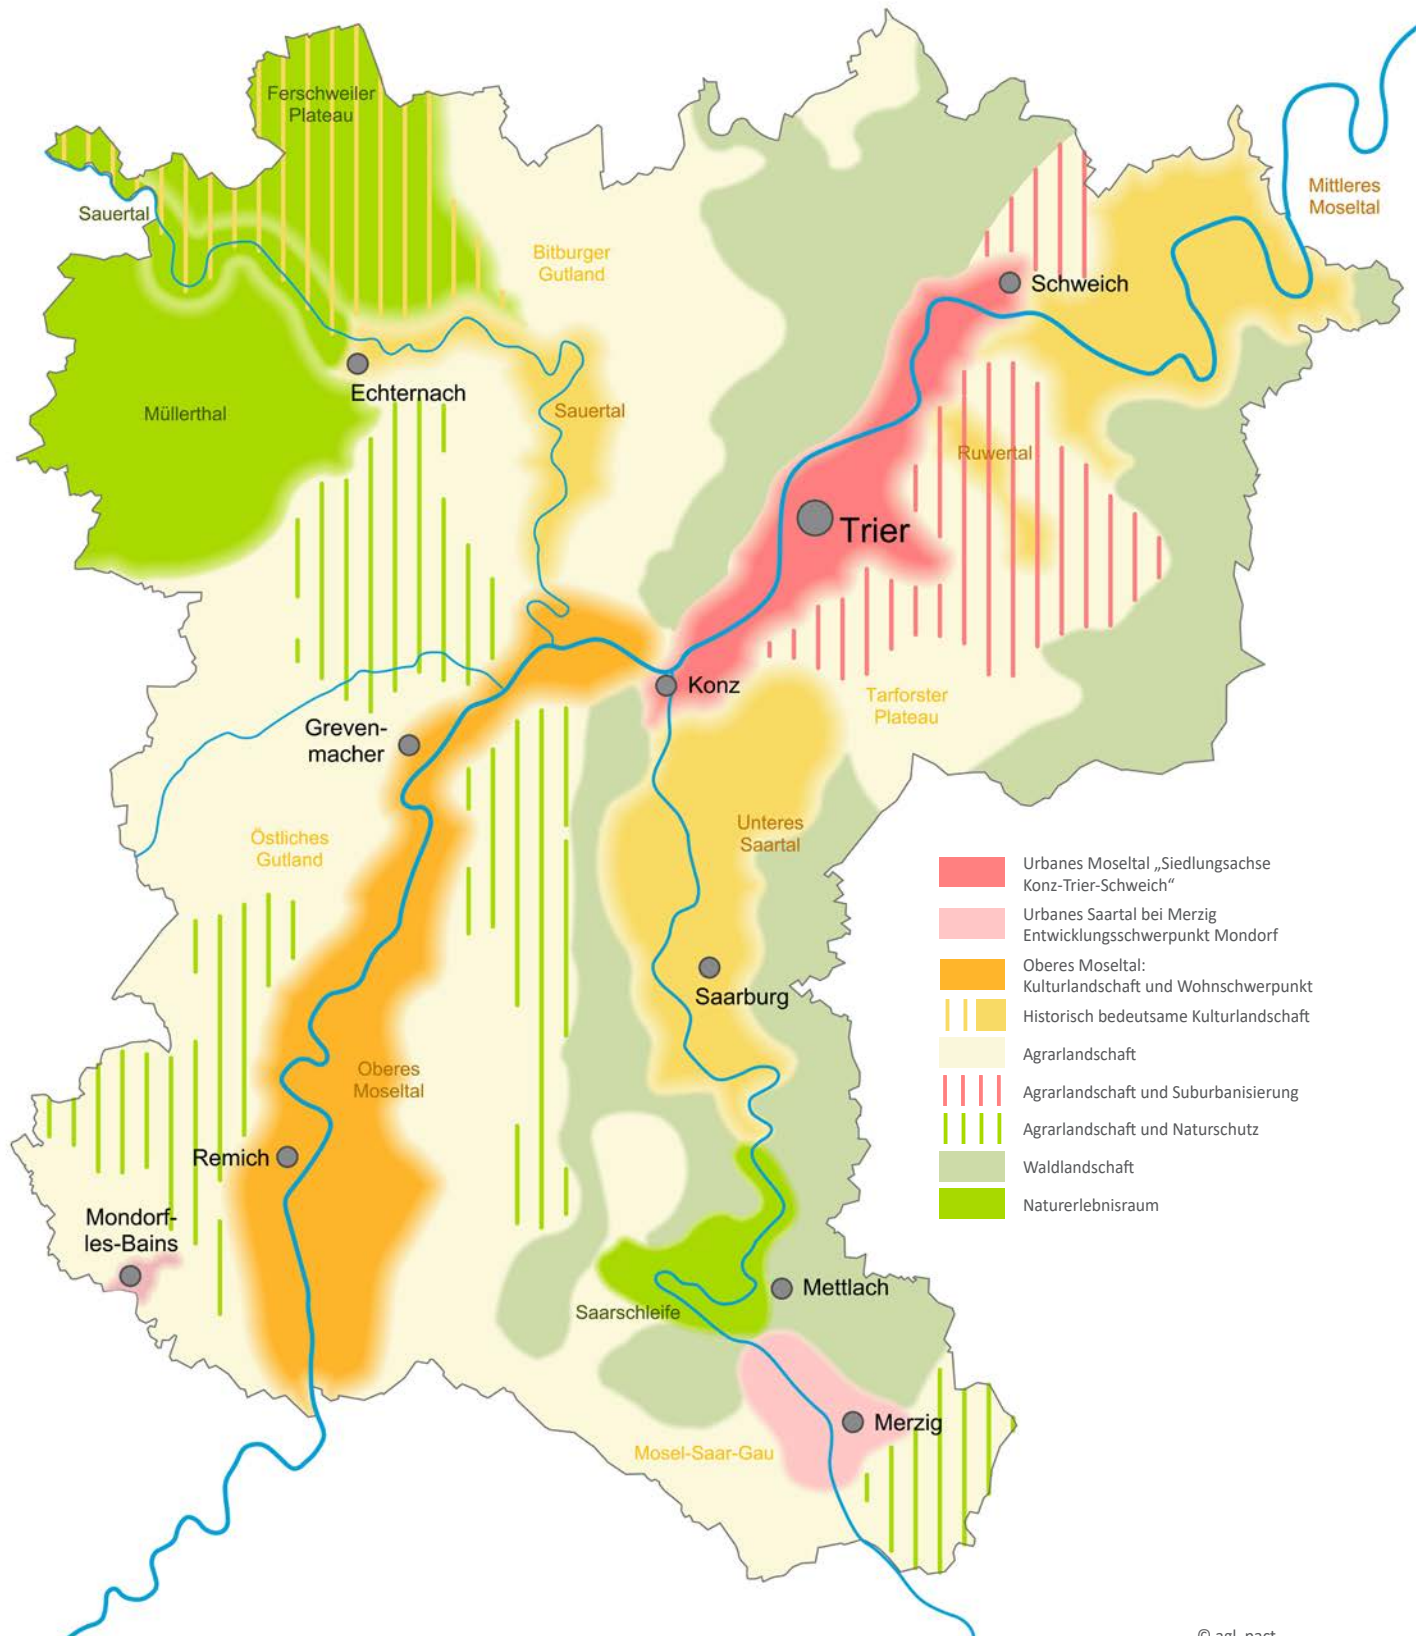 Ferschweiler
Plateau
Sauertal
Mittleres
Moseltal
Bitburger
Gutland
Schweich
Echternach
Müllerthal
Sauertal
Ruwertal
Trier
Konz
Tarforster
Plateau
Greven-
macher
Östliches
Gutland
Unteres
Saartal
Saarburg
Oberes
Moseltal
Remich
Mondorf-
les-Bains
Mettlach
Saarschleife
Merzig
Mosel-Saar-Gau
Urbanes Moseltal „Siedlungsachse
Konz-Trier-Schweich“
Urbanes Saartal bei Merzig
Entwicklungsschwerpunkt Mondorf
Oberes Moseltal:
Kulturlandschaft und Wohnschwerpunkt
Historisch bedeutsame Kulturlandschaft
Agrarlandschaft
Agrarlandschaft und Suburbanisierung
Agrarlandschaft und Naturschutz
Waldlandschaft
Naturerlebnisraum
© agl, pact